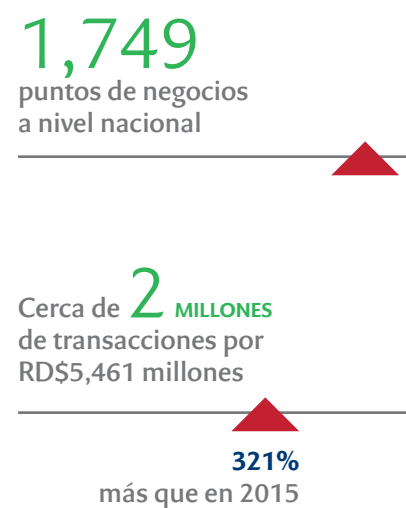 1,749
puntos de negocios
a nivel nacional
Cerca de 2 MILLONES
de transacciones por
RD$5,461 millones
321%
más que en 2015